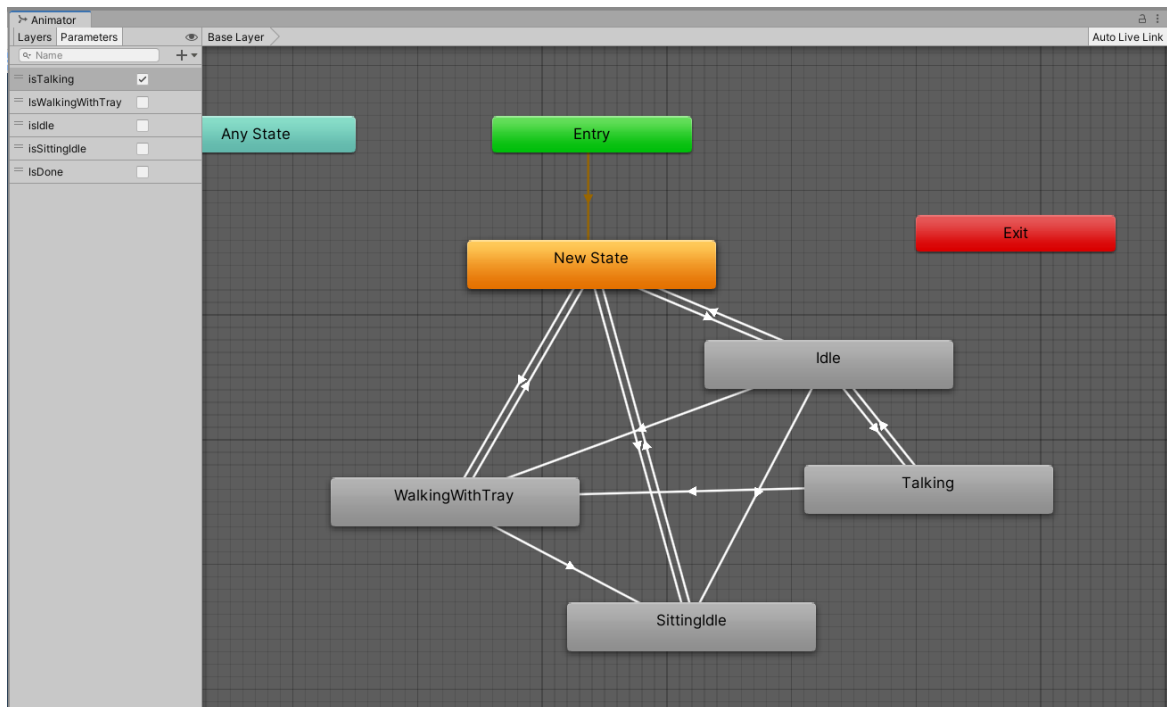 Animator
Layers Parameters
Base Layer
Auto Live Link
Name
isTalking
IsWalkingWithTray
isIdle
isSittingIdle
IsDone
Any State
Entry
Exit
New State
Idle
Talking
WalkingWithTray
SittingIdle